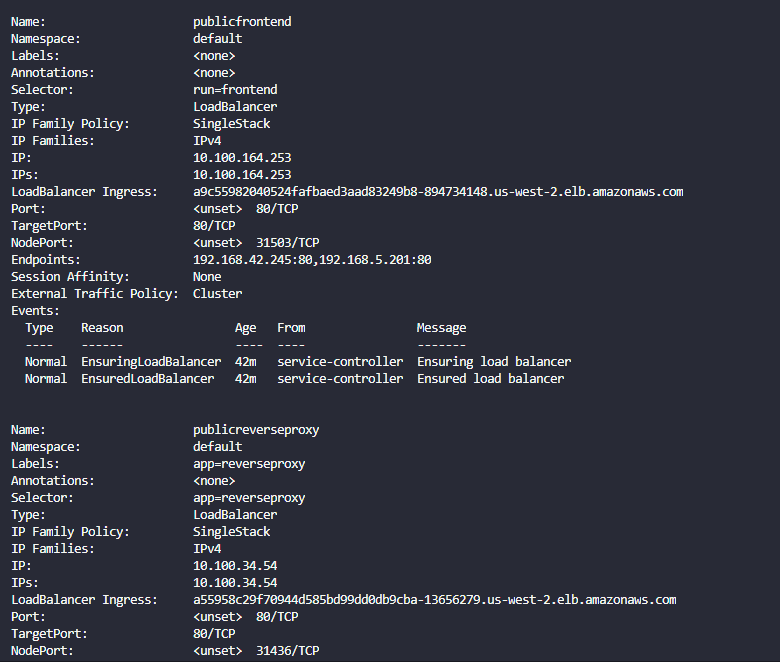 Name: publicfrontend
Namespace: default
Labels: <none>
Annotations: <none>
Selector: run=frontend
Type: LoadBalancer
IP Family Policy: SingleStack
IP Families: IPv4
IP: 10.100.164.253
IPs: 10.100.164.253
LoadBalancer Ingress: a9c55982040524fafbaed3aad83249b8-894734148.us-west-2.elb.amazonaws.com
Port: <unset> 80/TCP
TargetPort: 80/TCP
NodePort: <unset> 31503/TCP
Endpoints: 192.168.42.245:80,192.168.5.201:80
Session Affinity: None
External Traffic Policy: Cluster
Events:
Type Reason Age From Message
---- ------ ---- ---- -------
Normal EnsuringLoadBalancer 42m service-controller Ensuring load balancer
Normal EnsuredLoadBalancer 42m service-controller Ensured load balancer
Name: publicreverseproxy
Namespace: default
Labels: app=reverseproxy
Annotations: <none>
Selector: app=reverseproxy
Type: LoadBalancer
IP Family Policy: SingleStack
IP Families: IPv4
IP: 10.100.34.54
IPs: 10.100.34.54
LoadBalancer Ingress: a55958c29f70944d585bd99dd0db9cba-13656279.us-west-2.elb.amazonaws.com
Port: <unset> 80/TCP
TargetPort: 80/TCP
NodePort: <unset> 31436/TCP